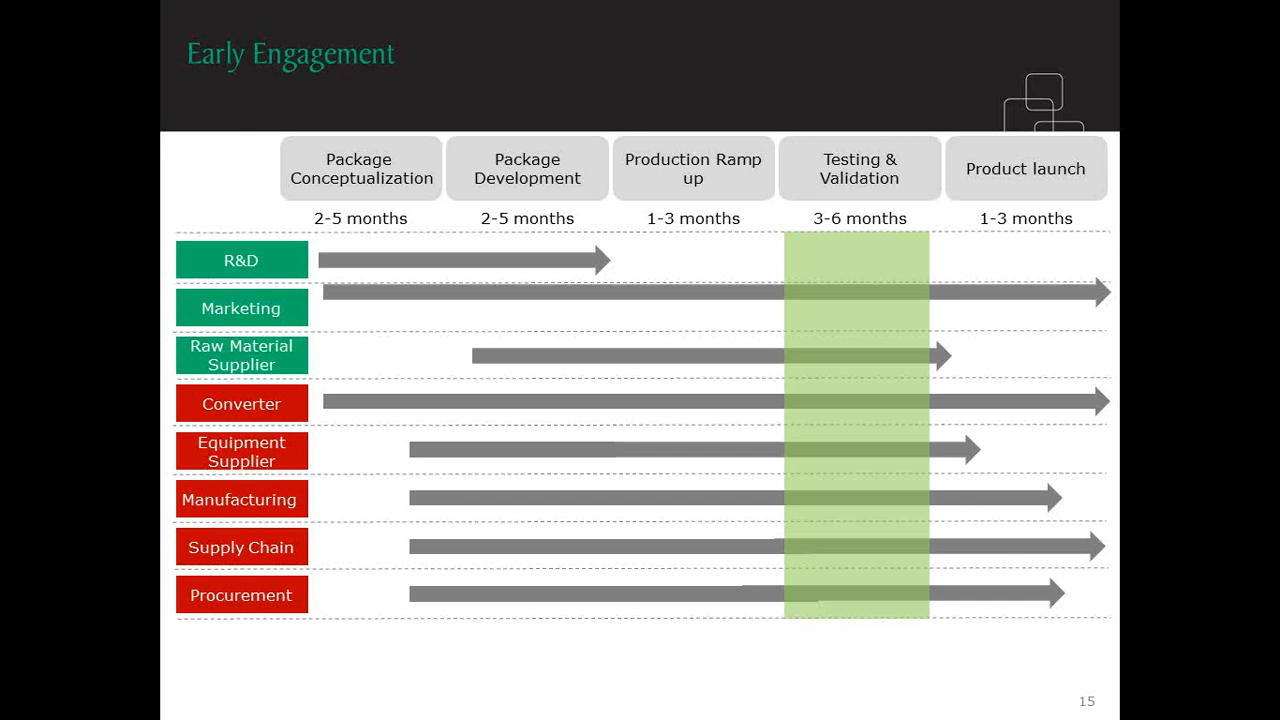 Early Engagement
Package
Conceptualization
Package
Development
Production Ramp
up
Testing &
Validation
Product launch
2-5 months
2-5 months
1-3 months
3-6 months
1-3 months
R&D
Marketing
Raw Material
Supplier
Converter
Equipment
Supplier
Manufacturing
Supply Chain
Procurement
15